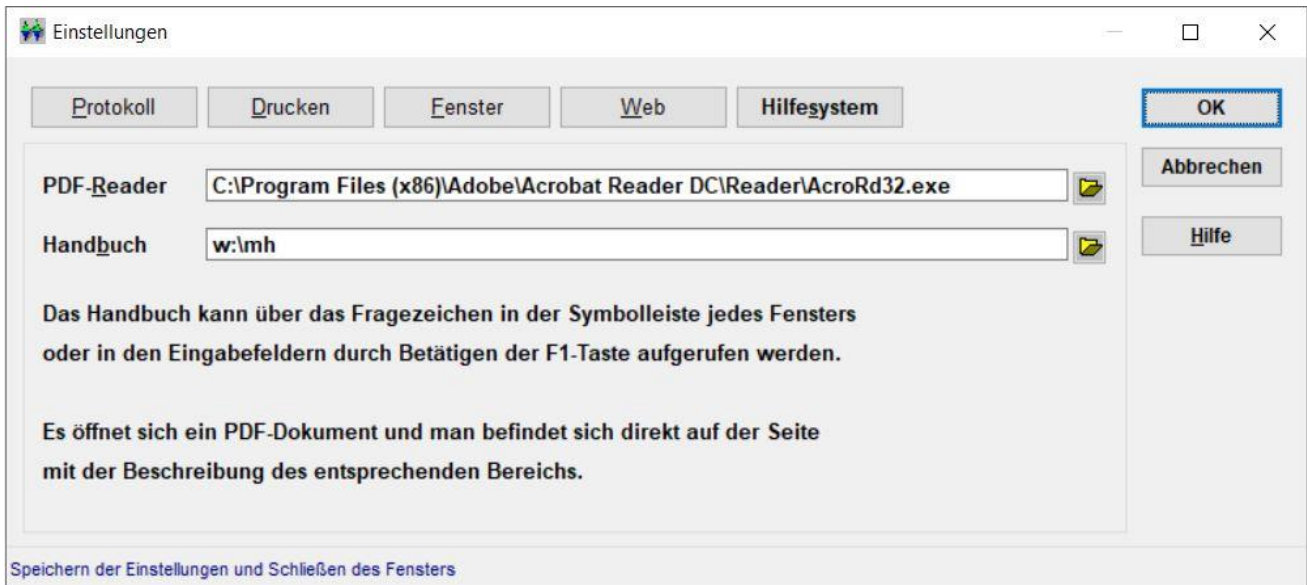 Einstellungen
Protokoll Drucken Fenster Web Hilfesystem OK
Abbrechen
PDF-Reader C:\Program Files (x86)\Adobe\Acrobat Reader DC\Reader\AcroRd32.exe
Handbuch w:\mh
Hilfe
Das Handbuch kann über das Fragezeichen in der Symbolleiste jedes Fensters
oder in den Eingabefeldern durch Betätigen der F1-Taste aufgerufen werden.
Es öffnet sich ein PDF-Dokument und man befindet sich direkt auf der Seite
mit der Beschreibung des entsprechenden Bereichs.
Speichern der Einstellungen und Schließen des Fensters